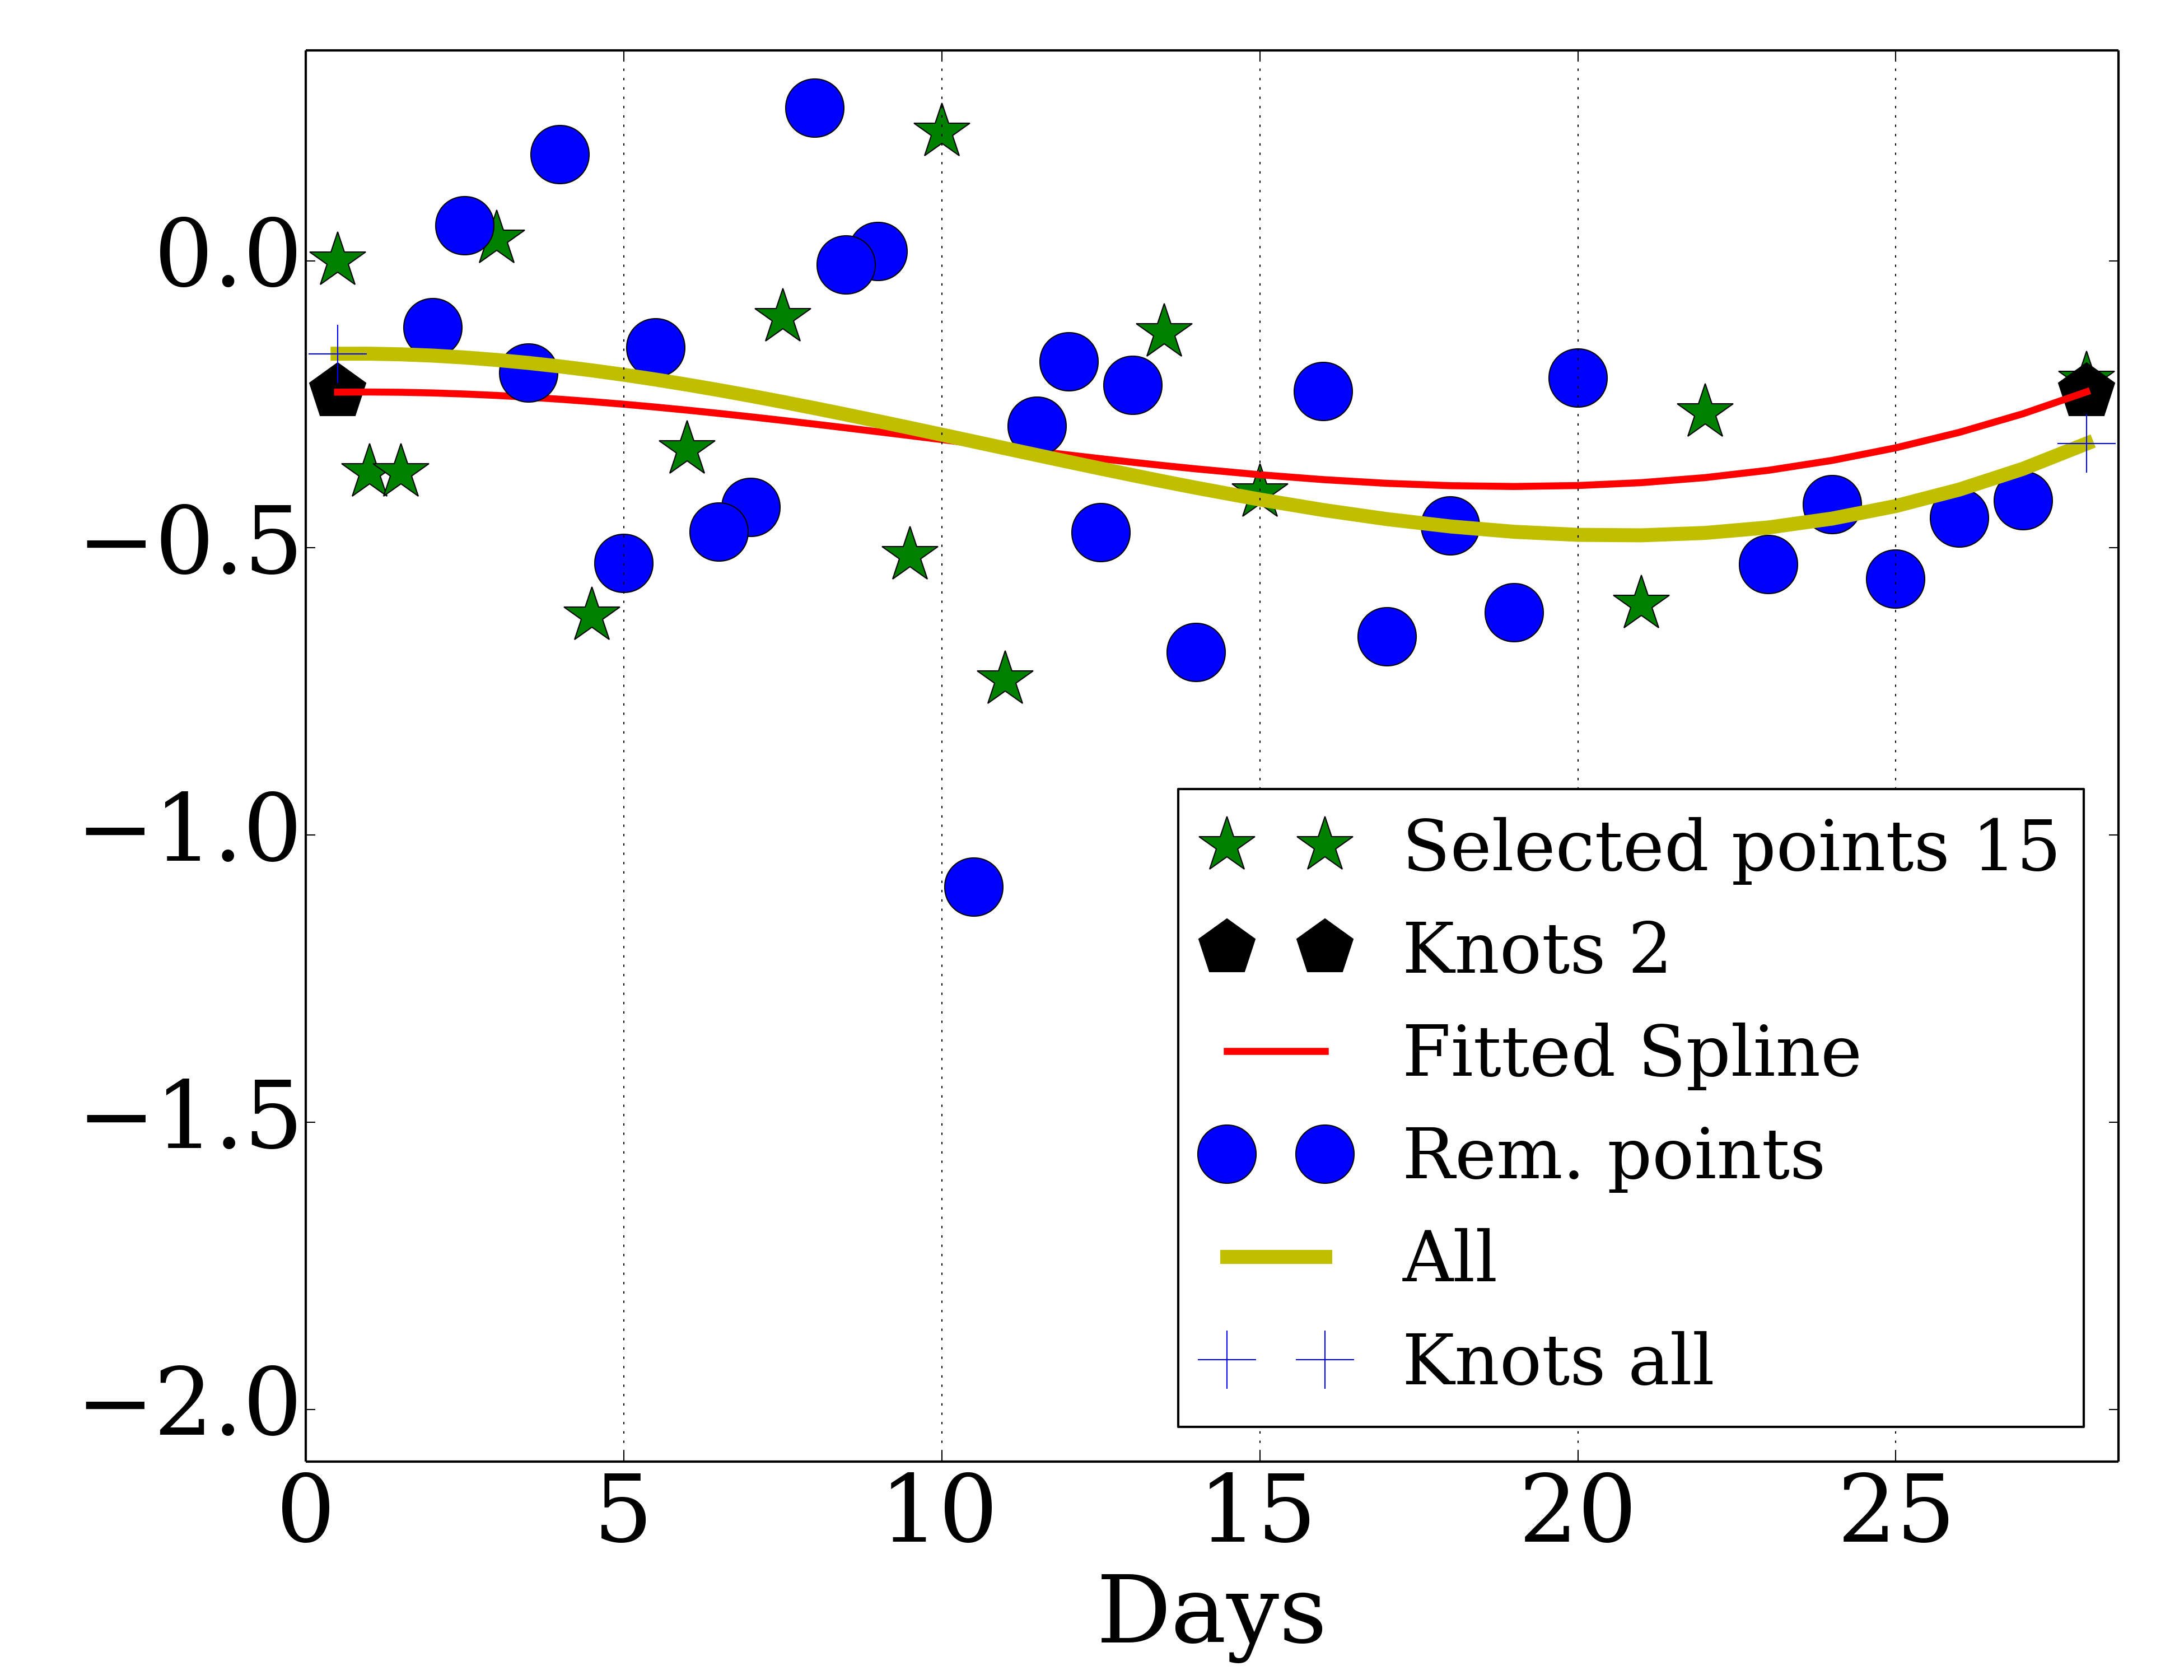 0.0
−0.5
−1.0
−1.5
−2.0
Selected points 15
Knots 2
Fitted Spline
Rem. points
All
Knots all
0 5 10 15 20 25
Days